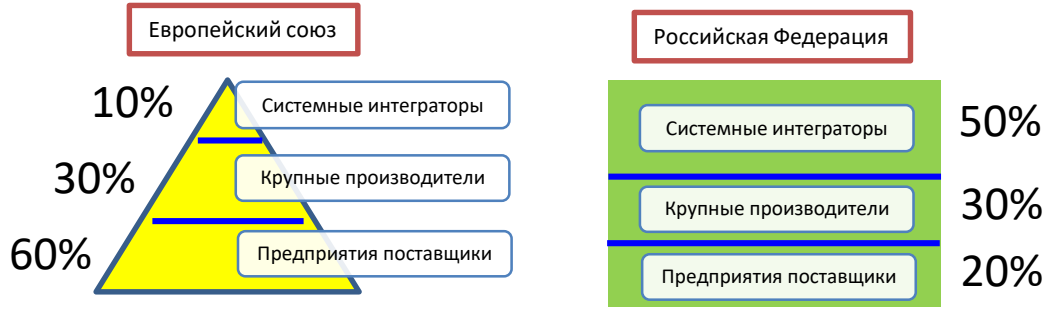 Европейский союз
10%
Системные интеграторы
30%
Крупные производители
60%
Предприятия поставщики
Российская Федерация
Системные интеграторы
50%
Крупные производители
30%
Предприятия поставщики
20%